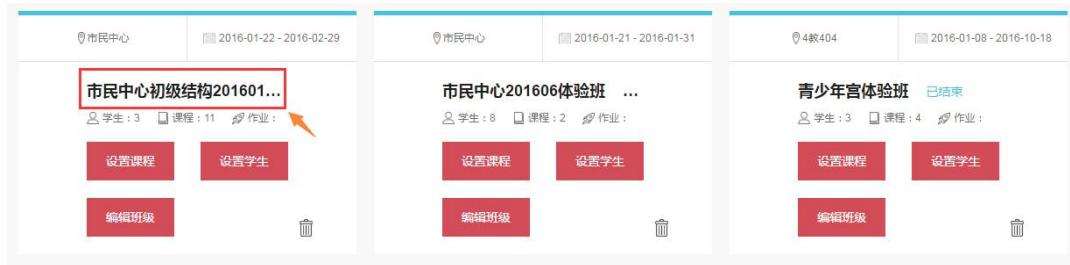 市民中心 2016-01-22 - 2016-02-29
市民中心初级结构201601...
学生：3 课程：11 作业：
设置课程 设置学生
编辑班级
市民中心 2016-01-21 - 2016-01-31
市民中心201606体验班 ...
学生：8 课程：2 作业：
设置课程 设置学生
编辑班级
4教404 2016-01-08 - 2016-10-18
青少年宫体验班 已结束
学生：3 课程：4 作业：
设置课程 设置学生
编辑班级